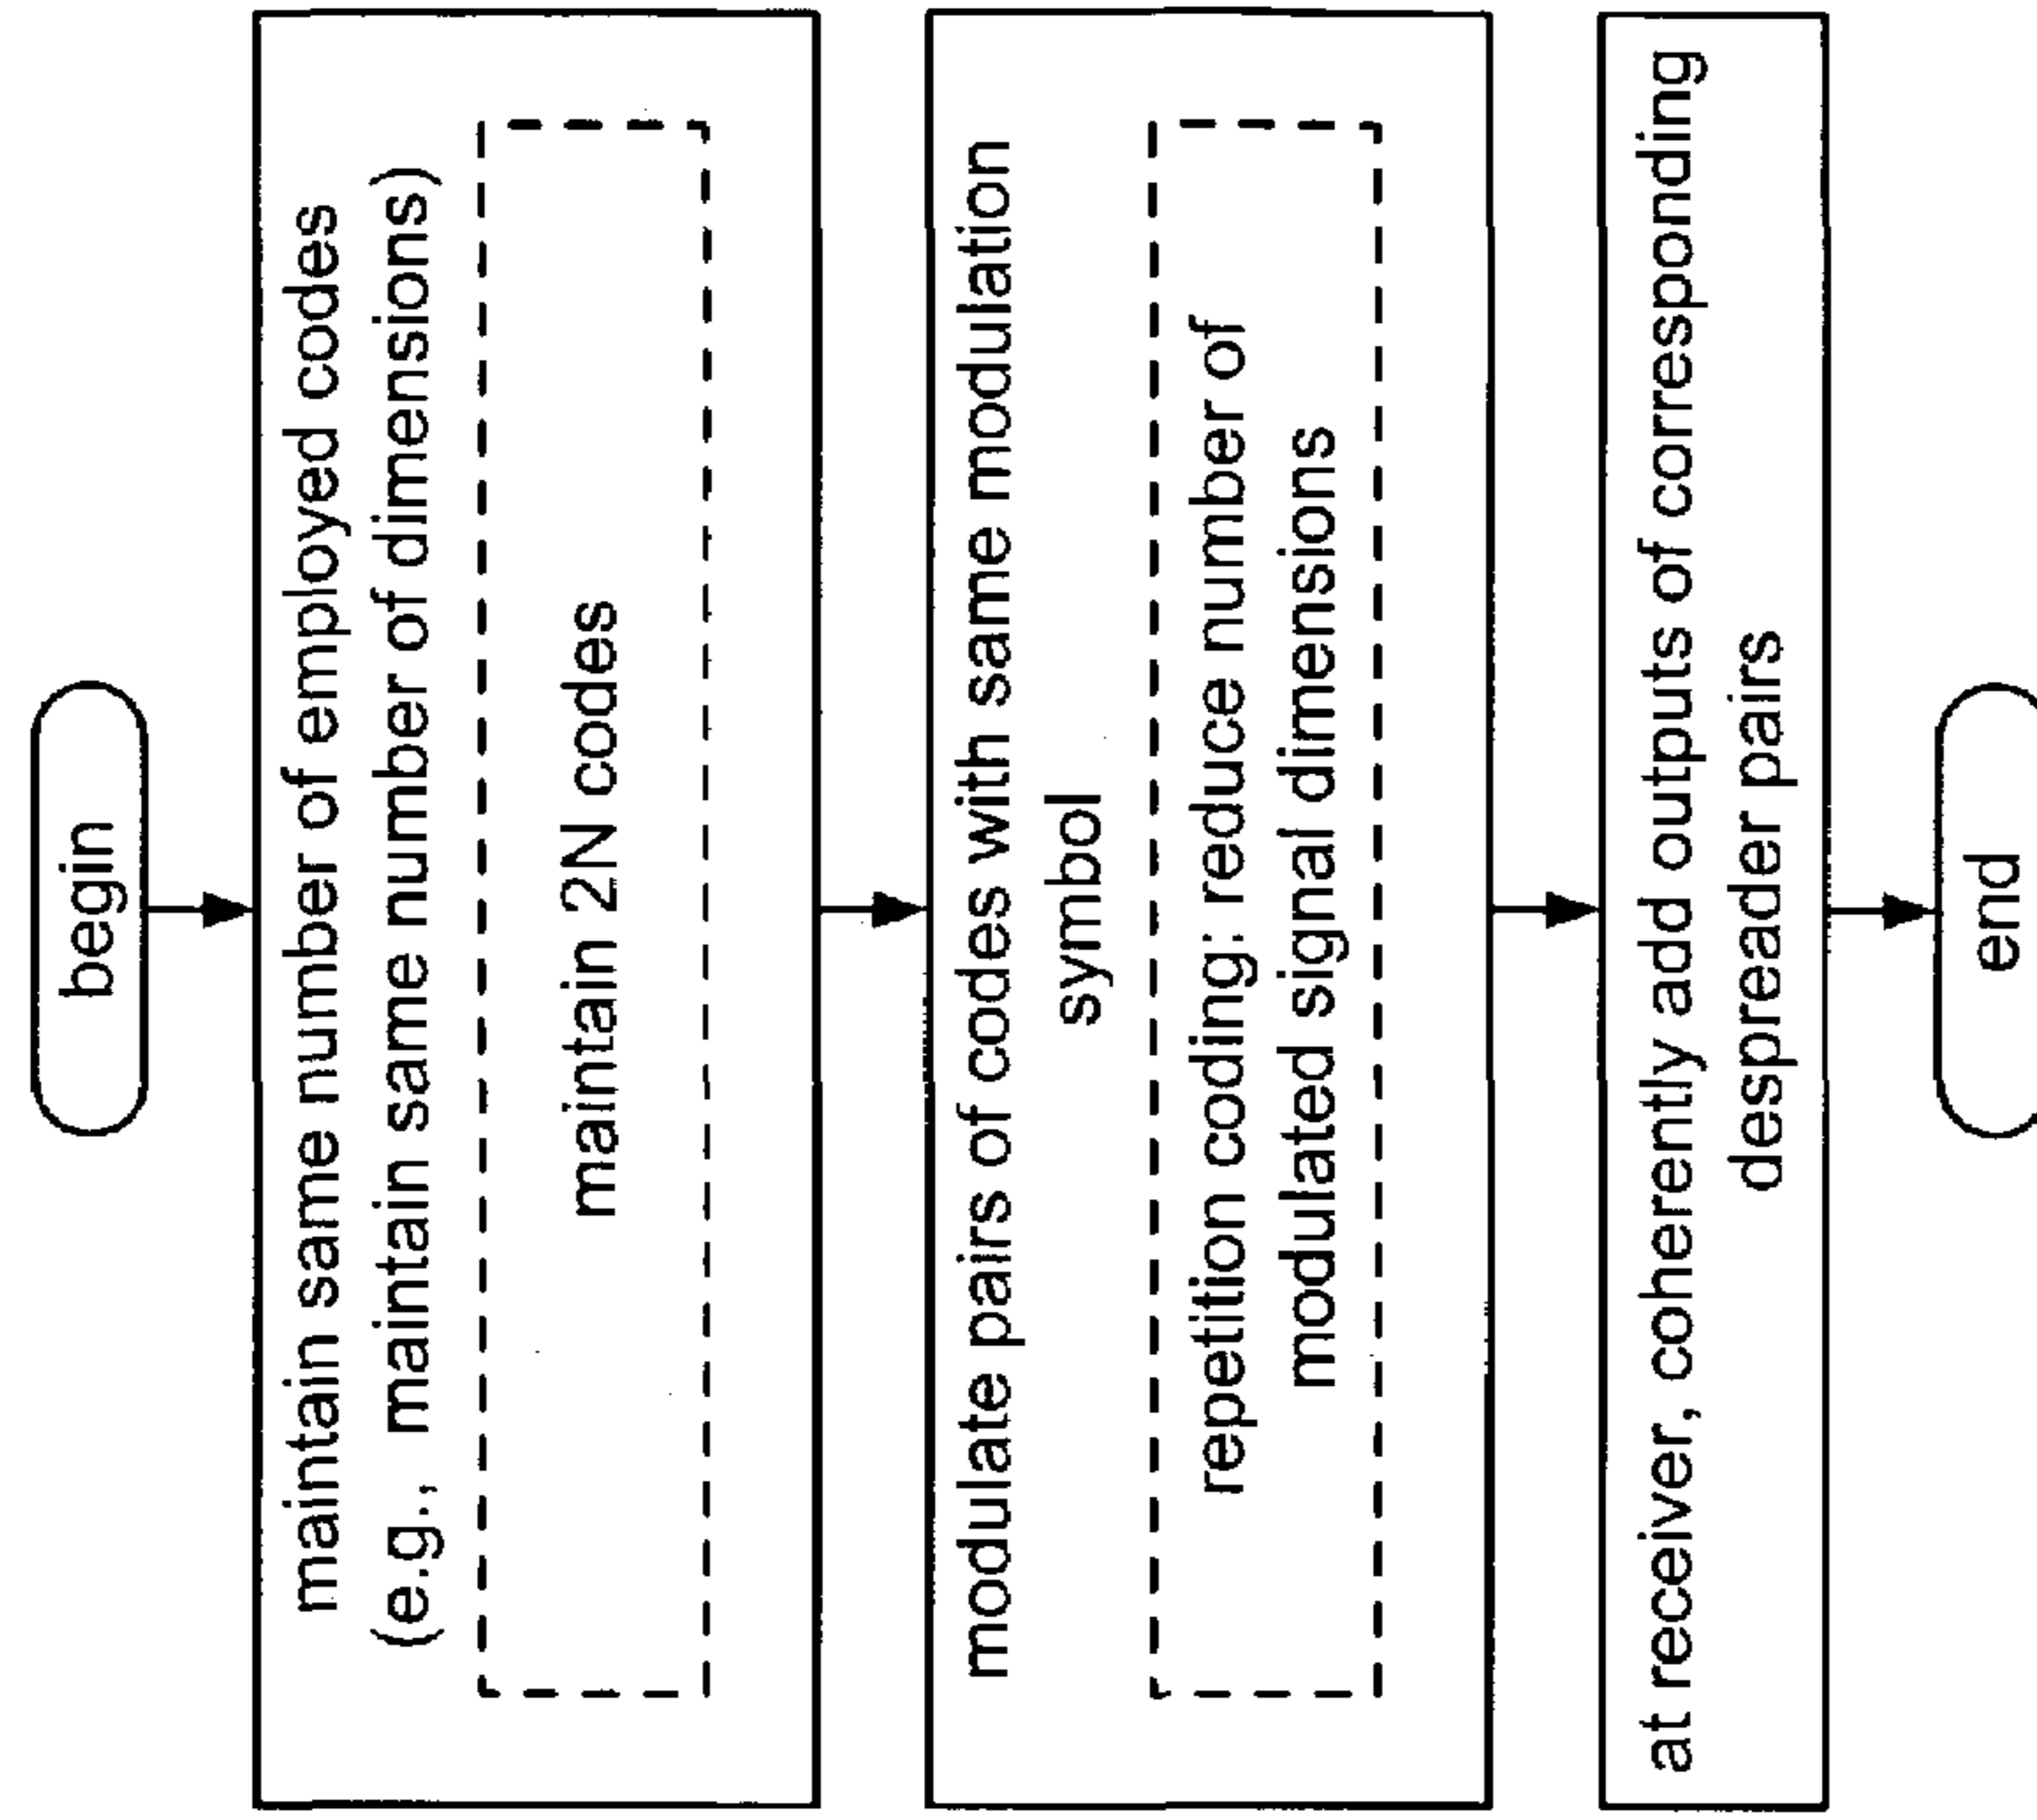 begin
maintain same number of employed codes
(e.g., maintain same number of dimensions)
maintain 2N codes
modulate pairs of codes with same modulation
symbol
repetition coding: reduce number of
modulated signal dimensions
at receiver, coherently add outputs of corresponding
despreader pairs
end